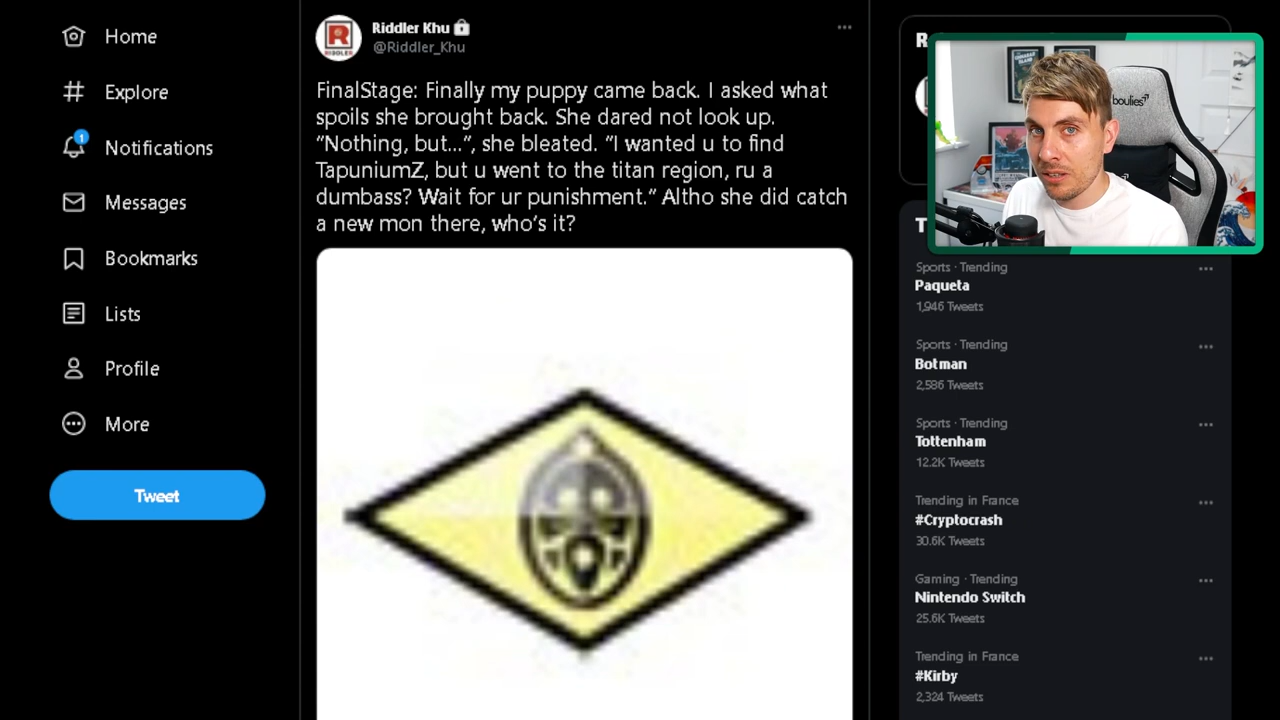 Home
Explore
1
Notifications
Messages
Bookmarks
Lists
Profile
More
Tweet
RIDDLER
Riddler Khu
@Riddler_Khu
FinalStage: Finally my puppy came back. I asked what
spoils she brought back. She dared not look up.
“Nothing, but...”, she bleated. “I wanted u to find
TapuniumZ, but u went to the titan region, ru a
dumbass? Wait for ur punishment.” Altho she did catch
a new mon there, who's it?
boulies
Sports · Trending
Paqueta
1,946 Tweets
Sports · Trending
Botman
2,586 Tweets
Sports · Trending
Tottenham
12.2K Tweets
Trending in France
#Cryptocrash
30.6K Tweets
Gaming · Trending
Nintendo Switch
25.6K Tweets
Trending in France
#Kirby
2,324 Tweets